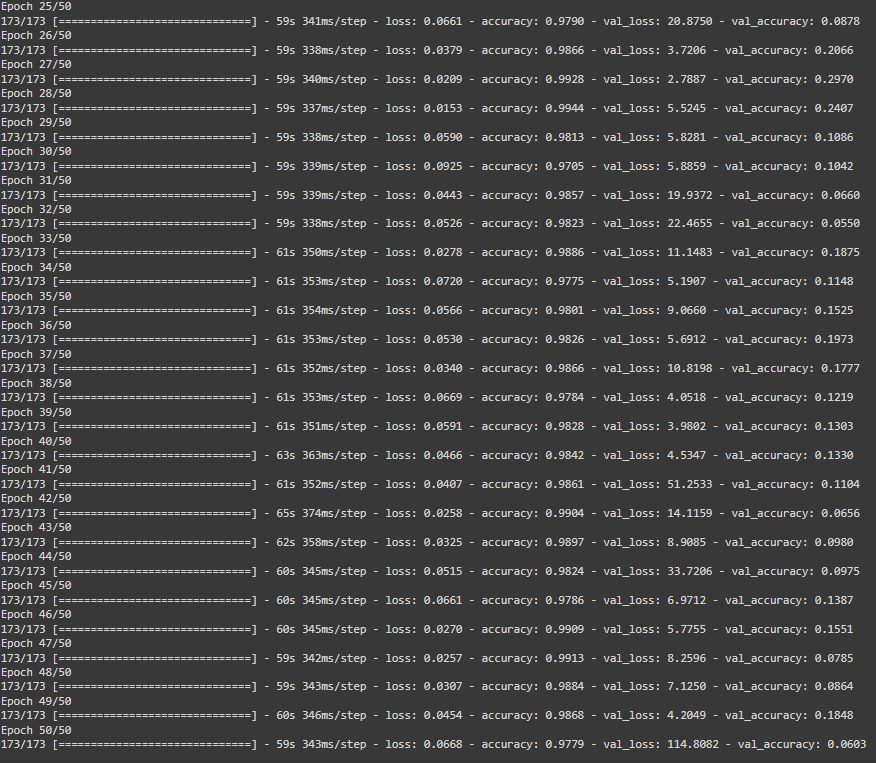 Epoch 25/50
173/173 [==============================] - 59s 341ms/step - loss: 0.0661 - accuracy: 0.9790 - val_loss: 20.8750 - val_accuracy: 0.0878
Epoch 26/50
173/173 [==============================] - 59s 338ms/step - loss: 0.0379 - accuracy: 0.9866 - val_loss: 3.7206 - val_accuracy: 0.2066
Epoch 27/50
173/173 [==============================] - 59s 340ms/step - loss: 0.0209 - accuracy: 0.9928 - val_loss: 2.7887 - val_accuracy: 0.2970
Epoch 28/50
173/173 [==============================] - 59s 337ms/step - loss: 0.0153 - accuracy: 0.9944 - val_loss: 5.5245 - val_accuracy: 0.2407
Epoch 29/50
173/173 [==============================] - 59s 338ms/step - loss: 0.0590 - accuracy: 0.9813 - val_loss: 5.8281 - val_accuracy: 0.1086
Epoch 30/50
173/173 [==============================] - 59s 339ms/step - loss: 0.0925 - accuracy: 0.9705 - val_loss: 5.8859 - val_accuracy: 0.1042
Epoch 31/50
173/173 [==============================] - 59s 339ms/step - loss: 0.0443 - accuracy: 0.9857 - val_loss: 19.9372 - val_accuracy: 0.0660
Epoch 32/50
173/173 [==============================] - 59s 338ms/step - loss: 0.0526 - accuracy: 0.9823 - val_loss: 22.4655 - val_accuracy: 0.0550
Epoch 33/50
173/173 [==============================] - 61s 350ms/step - loss: 0.0278 - accuracy: 0.9886 - val_loss: 11.1483 - val_accuracy: 0.1875
Epoch 34/50
173/173 [==============================] - 61s 353ms/step - loss: 0.0720 - accuracy: 0.9775 - val_loss: 5.1907 - val_accuracy: 0.1148
Epoch 35/50
173/173 [==============================] - 61s 354ms/step - loss: 0.0566 - accuracy: 0.9801 - val_loss: 9.0660 - val_accuracy: 0.1525
Epoch 36/50
173/173 [==============================] - 61s 353ms/step - loss: 0.0530 - accuracy: 0.9826 - val_loss: 5.6912 - val_accuracy: 0.1973
Epoch 37/50
173/173 [==============================] - 61s 352ms/step - loss: 0.0340 - accuracy: 0.9866 - val_loss: 10.8198 - val_accuracy: 0.1777
Epoch 38/50
173/173 [==============================] - 61s 353ms/step - loss: 0.0669 - accuracy: 0.9784 - val_loss: 4.0518 - val_accuracy: 0.1219
Epoch 39/50
173/173 [==============================] - 61s 351ms/step - loss: 0.0591 - accuracy: 0.9828 - val_loss: 3.9802 - val_accuracy: 0.1303
Epoch 40/50
173/173 [==============================] - 63s 363ms/step - loss: 0.0466 - accuracy: 0.9842 - val_loss: 4.5347 - val_accuracy: 0.1330
Epoch 41/50
173/173 [==============================] - 61s 352ms/step - loss: 0.0407 - accuracy: 0.9861 - val_loss: 51.2533 - val_accuracy: 0.1104
Epoch 42/50
173/173 [==============================] - 65s 374ms/step - loss: 0.0258 - accuracy: 0.9904 - val_loss: 14.1159 - val_accuracy: 0.0656
Epoch 43/50
173/173 [==============================] - 62s 358ms/step - loss: 0.0325 - accuracy: 0.9897 - val_loss: 8.9085 - val_accuracy: 0.0980
Epoch 44/50
173/173 [==============================] - 60s 345ms/step - loss: 0.0515 - accuracy: 0.9824 - val_loss: 33.7206 - val_accuracy: 0.0975
Epoch 45/50
173/173 [==============================] - 60s 345ms/step - loss: 0.0661 - accuracy: 0.9786 - val_loss: 6.9712 - val_accuracy: 0.1387
Epoch 46/50
173/173 [==============================] - 60s 345ms/step - loss: 0.0270 - accuracy: 0.9909 - val_loss: 5.7755 - val_accuracy: 0.1551
Epoch 47/50
173/173 [==============================] - 59s 342ms/step - loss: 0.0257 - accuracy: 0.9913 - val_loss: 8.2596 - val_accuracy: 0.0785
Epoch 48/50
173/173 [==============================] - 59s 343ms/step - loss: 0.0307 - accuracy: 0.9884 - val_loss: 7.1250 - val_accuracy: 0.0864
Epoch 49/50
173/173 [==============================] - 60s 346ms/step - loss: 0.0454 - accuracy: 0.9868 - val_loss: 4.2049 - val_accuracy: 0.1848
Epoch 50/50
173/173 [==============================] - 59s 343ms/step - loss: 0.0668 - accuracy: 0.9779 - val_loss: 114.8082 - val_accuracy: 0.0603